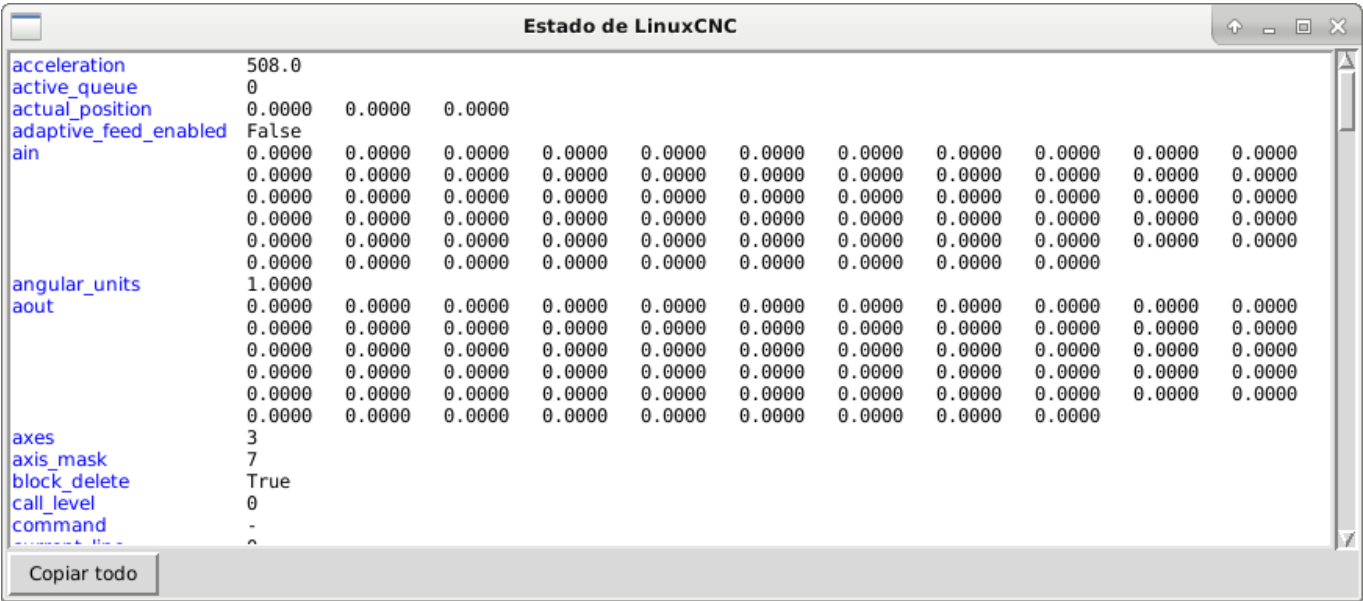 Estado de LinuxCNC
acceleration 508.0
active_queue 0
actual_position 0.0000 0.0000 0.0000
adaptive_feed_enabled False
ain 0.0000 0.0000 0.0000 0.0000 0.0000 0.0000 0.0000 0.0000 0.0000 0.0000 0.0000
0.0000 0.0000 0.0000 0.0000 0.0000 0.0000 0.0000 0.0000 0.0000 0.0000 0.0000
0.0000 0.0000 0.0000 0.0000 0.0000 0.0000 0.0000 0.0000 0.0000 0.0000 0.0000
0.0000 0.0000 0.0000 0.0000 0.0000 0.0000 0.0000 0.0000 0.0000 0.0000 0.0000
0.0000 0.0000 0.0000 0.0000 0.0000 0.0000 0.0000 0.0000 0.0000 0.0000 0.0000
0.0000 0.0000 0.0000 0.0000 0.0000 0.0000 0.0000 0.0000 0.0000
angular_units 1.0000
aout 0.0000 0.0000 0.0000 0.0000 0.0000 0.0000 0.0000 0.0000 0.0000 0.0000 0.0000
0.0000 0.0000 0.0000 0.0000 0.0000 0.0000 0.0000 0.0000 0.0000 0.0000 0.0000
0.0000 0.0000 0.0000 0.0000 0.0000 0.0000 0.0000 0.0000 0.0000 0.0000 0.0000
0.0000 0.0000 0.0000 0.0000 0.0000 0.0000 0.0000 0.0000 0.0000 0.0000 0.0000
0.0000 0.0000 0.0000 0.0000 0.0000 0.0000 0.0000 0.0000 0.0000 0.0000 0.0000
0.0000 0.0000 0.0000 0.0000 0.0000 0.0000 0.0000 0.0000 0.0000
axes 3
axis_mask 7
block_delete True
call_level 0
command -
Copiar todo